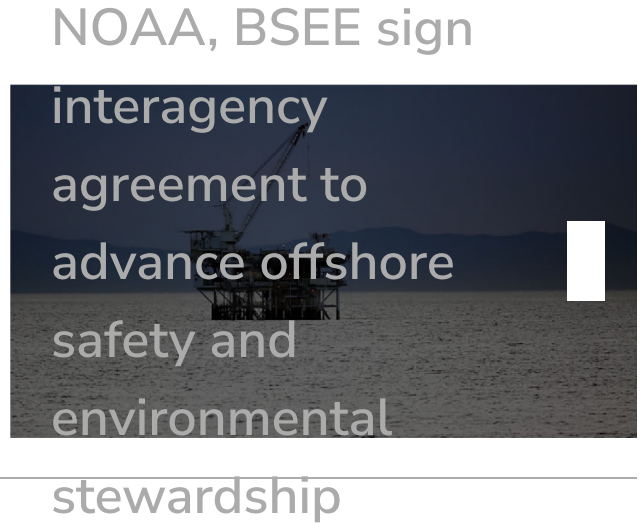 NOAA, BSEE sign
interagency
agreement to
advance offshore
safety and
environmental
stewardship